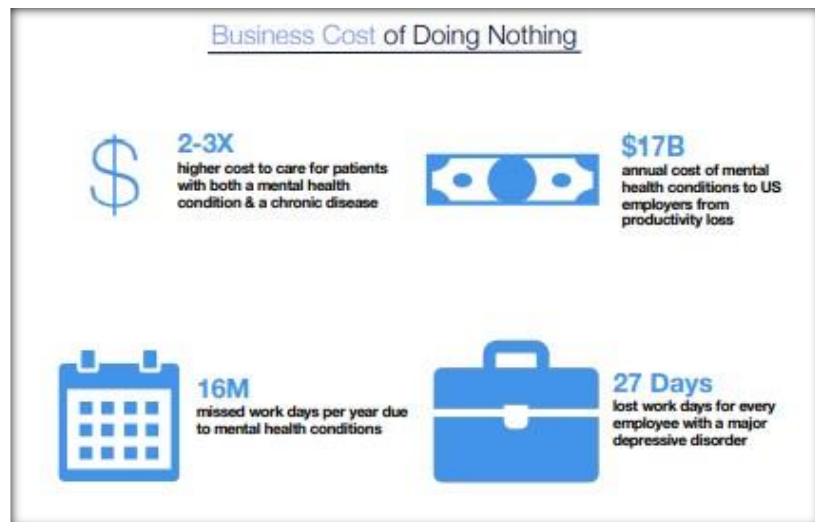 Business Cost of Doing Nothing
2-3X
higher cost to care for patients
with both a mental health
condition & a chronic disease
$17B
annual cost of mental
health conditions to US
employers from
productivity loss
16M
missed work days per year due
to mental health conditions
27 Days
lost work days for every
employee with a major
depressive disorder